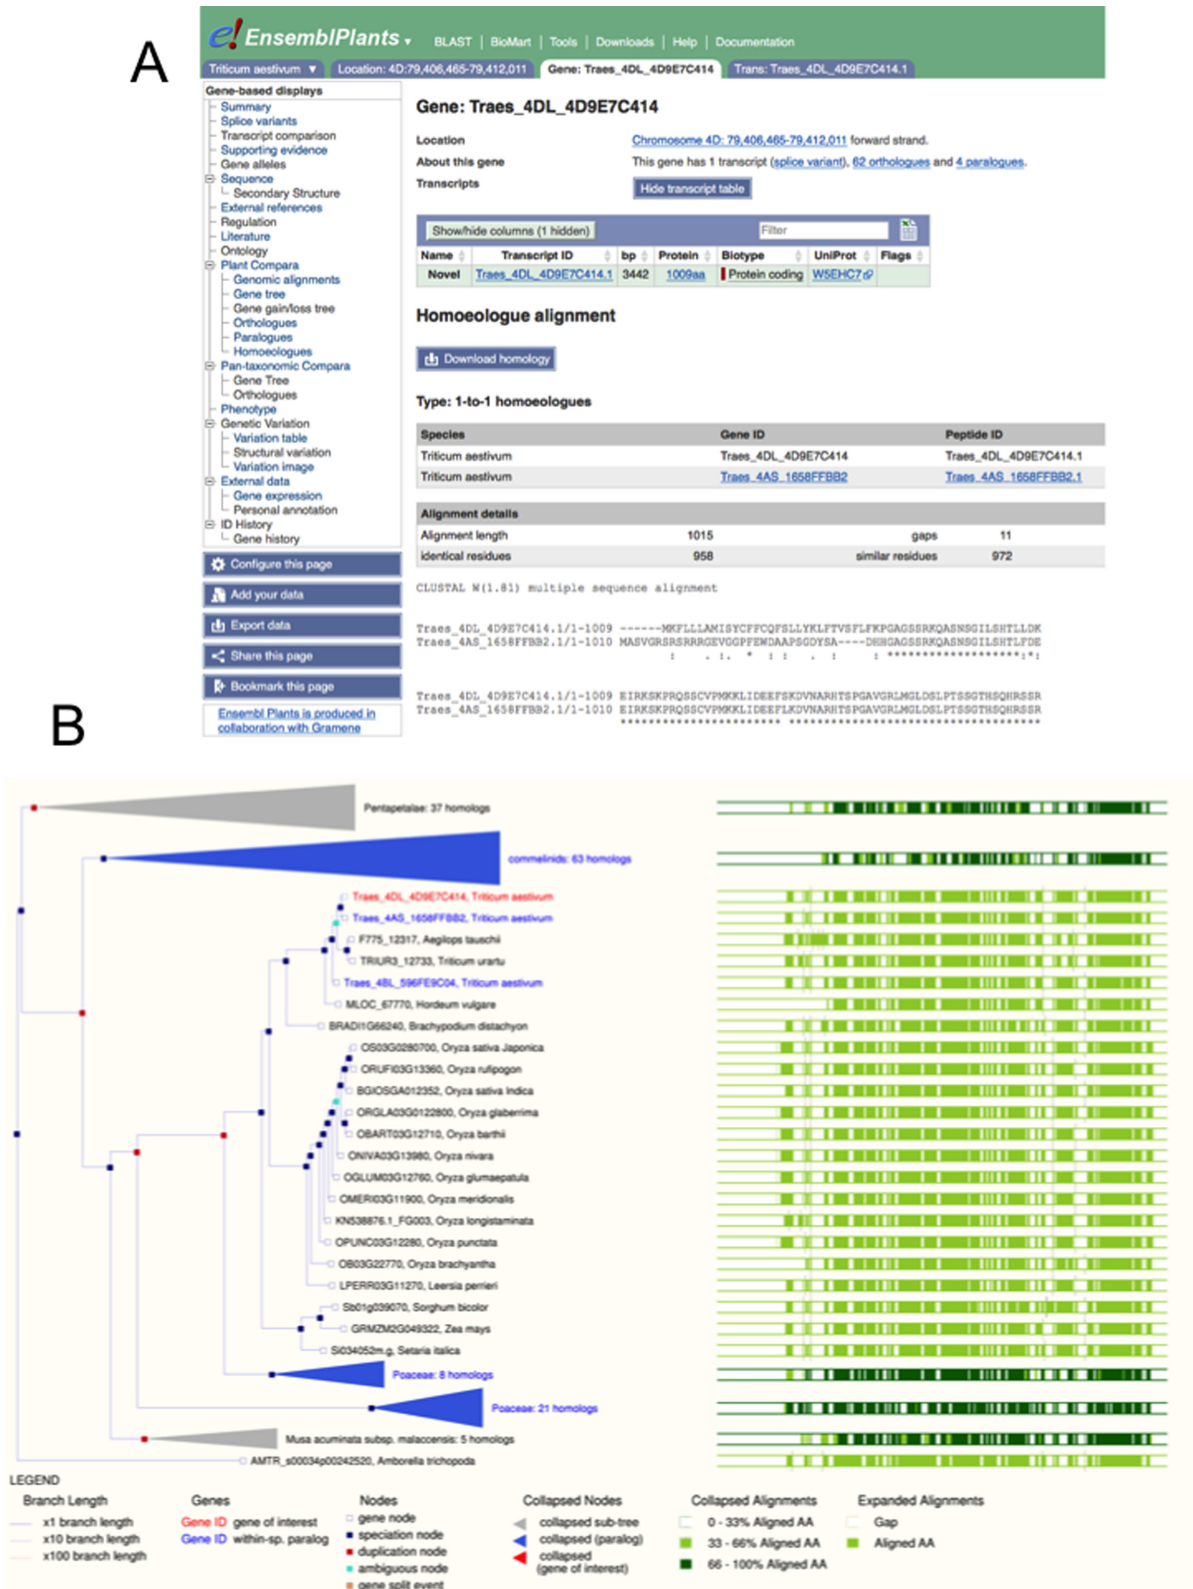 A
e! EnsemblPlants ▾ BLAST | BioMart | Tools | Downloads | Help | Documentation
Triticum aestivum ▼ Location: 4D:79,406,465-79,412,011 Gene: Traes_4DL_4D9E7C414 Trans: Traes_4DL_4D9E7C414.1
Gene-based displays
Summary
Splice variants
Transcript comparison
Supporting evidence
Gene alleles
Sequence
Secondary Structure
External references
Regulation
Literature
Ontology
Plant Compara
Genomic alignments
Gene tree
Gene gain/loss tree
Orthologues
Paralogues
Homoeologues
Pan-taxonomic Compara
Gene Tree
Orthologues
Phenotype
Genetic Variation
Variation table
Structural variation
Variation image
External data
Gene expression
Personal annotation
ID History
Gene history
Configure this page
Add your data
Export data
Share this page
Bookmark this page
Ensembl Plants is produced in
collaboration with Gramene
Gene: Traes_4DL_4D9E7C414
Location Chromosome 4D: 79,406,465-79,412,011 forward strand.
About this gene This gene has 1 transcript (splice variant), 62 orthologues and 4 paralogues.
Transcripts Hide transcript table
Show/hide columns (1 hidden) Filter
Name Transcript ID bp Protein Biotype UniProt Flags
Novel Traes_4DL_4D9E7C414.1 3442 1009aa Protein coding W5EHC7
Homoeologue alignment
Download homology
Type: 1-to-1 homoeologues
Species Gene ID Peptide ID
Triticum aestivum Traes_4DL_4D9E7C414 Traes_4DL_4D9E7C414.1
Triticum aestivum Traes_4AS_1658FFBB2 Traes_4AS_1658FFBB2.1
Alignment details
Alignment length 1015 gaps 11
identical residues 958 similar residues 972
CLUSTAL W(1.81) multiple sequence alignment
Traes_4DL_4D9E7C414.1/1-1009 ------MKFLLLAMISYCFFCQFSLLYKLFTVSFLFKPGAGSSRKQASNSGILSHTLLDK
Traes_4AS_1658FFBB2.1/1-1010 MASVGRSRSRRRGEVGGPFEWDAAPSGDYSA----DHHGAGSSRKQASNSGILSHTLFDE
Traes_4DL_4D9E7C414.1/1-1009 EIRKSKPRQSSCVPMKKLIDEEFSKDVNARHTSPGAVGRLMGLDSLPTSSGTHSQHRSSR
Traes_4AS_1658FFBB2.1/1-1010 EIRKSKPRQSSCVPMKKLIDEEFLKDVNARHTSPGAVGRLMGLDSLPTSSGTHSQHRSSR
B
Pentapetalae: 37 homologs
commelinids: 63 homologs
Traes_4DL_4D9E7C414, Triticum aestivum
Traes_4AS_1658FFBB2, Triticum aestivum
F775_12317, Aegilops tauschii
TRIUR3_12733, Triticum urartu
Traes_4BL_596FE9C04, Triticum aestivum
MLOC_67770, Hordeum vulgare
BRADI1G66240, Brachypodium distachyon
OS03G0280700, Oryza sativa Japonica
ORUFI03G13360, Oryza rufipogon
BGIOSGA012352, Oryza sativa Indica
ORGLA03G0122800, Oryza glaberrima
OBART03G12710, Oryza barthii
ONIVA03G13980, Oryza nivara
OGLUM03G12760, Oryza glumaepatula
OMERI03G11900, Oryza meridionalis
KN538876.1_FG003, Oryza longistaminata
OPUNC03G12280, Oryza punctata
OB03G22770, Oryza brachyantha
LPERR03G11270, Leersia perrieri
Sb01g039070, Sorghum bicolor
GRMZM2G049322, Zea mays
Si034052m.g, Setaria italica
Poaceae: 8 homologs
Poaceae: 21 homologs
Musa acuminata subsp. malaccensis: 5 homologs
AMTR_s00034p00242520, Amborella trichopoda
LEGEND
Branch Length
x1 branch length
x10 branch length
x100 branch length
Genes
Gene ID gene of interest
Gene ID within-sp. paralog
Nodes
gene node
speciation node
duplication node
ambiguous node
gene split event
Collapsed Nodes
collapsed sub-tree
collapsed (paralog)
collapsed
(gene of interest)
Collapsed Alignments
0 - 33% Aligned AA
33 - 66% Aligned AA
66 - 100% Aligned AA
Expanded Alignments
Gap
Aligned AA